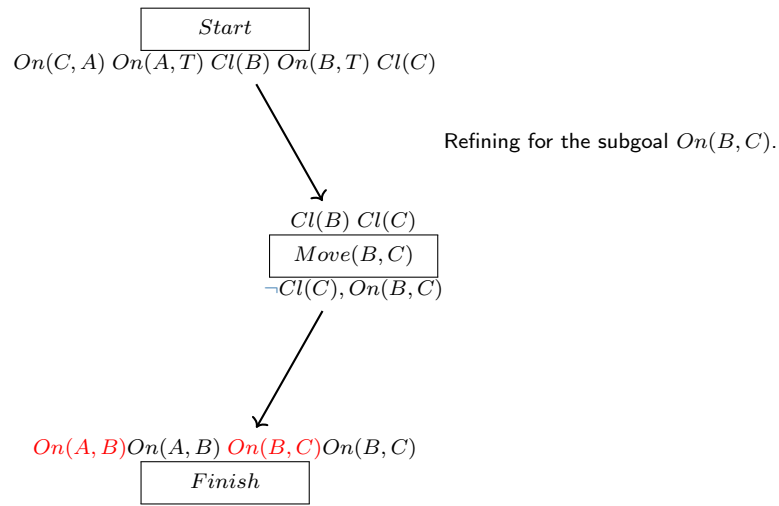 Start
On(C, A) On(A, T) Cl(B) On(B, T) Cl(C)
Refining for the subgoal On(B, C).
Cl(B) Cl(C)
Move(B, C)
¬Cl(C), On(B, C)
On(A, B)On(A, B) On(B, C)On(B, C)
Finish